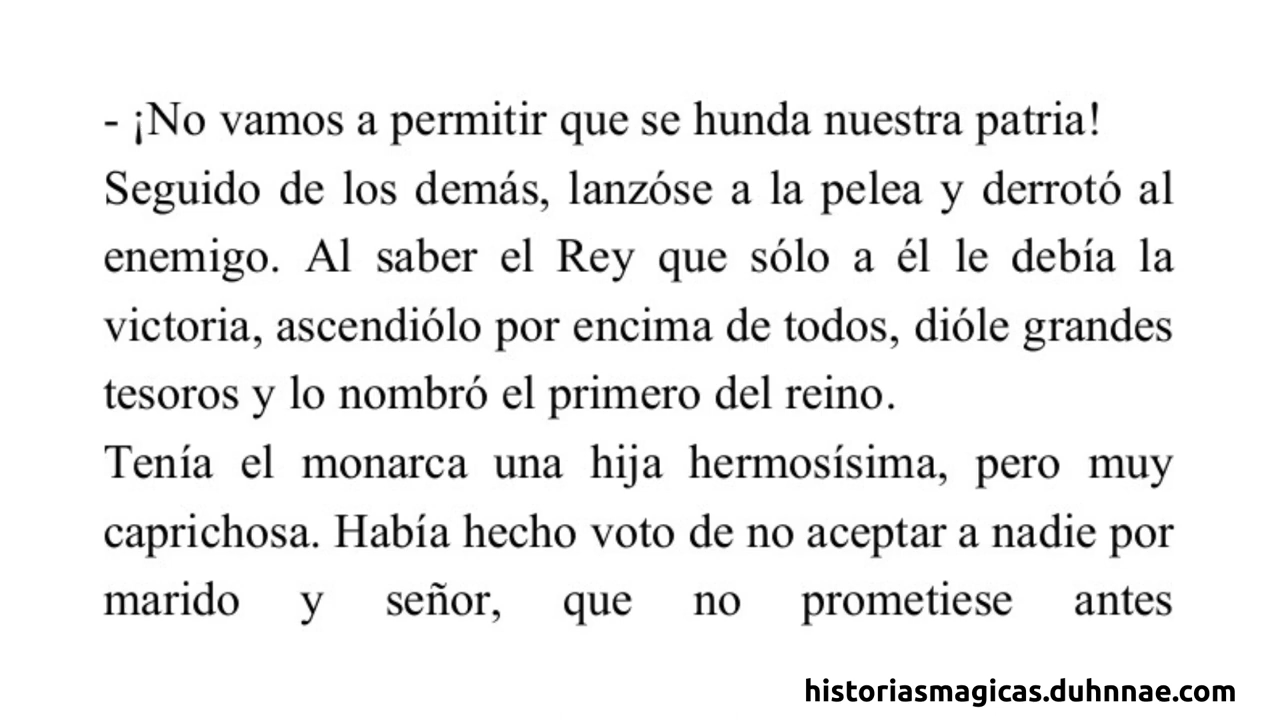 - ¡No vamos a permitir que se hunda nuestra patria!
Seguido de los demás, lanzóse a la pelea y derrotó al
enemigo. Al saber el Rey que sólo a él le debía la
victoria, ascendiólo por encima de todos, dióle grandes
tesoros y lo nombró el primero del reino.
Tenía el monarca una hija hermosísima, pero muy
caprichosa. Había hecho voto de no aceptar a nadie por
marido y señor, que no prometiese antes
historiasmagicas.duhnnae.com